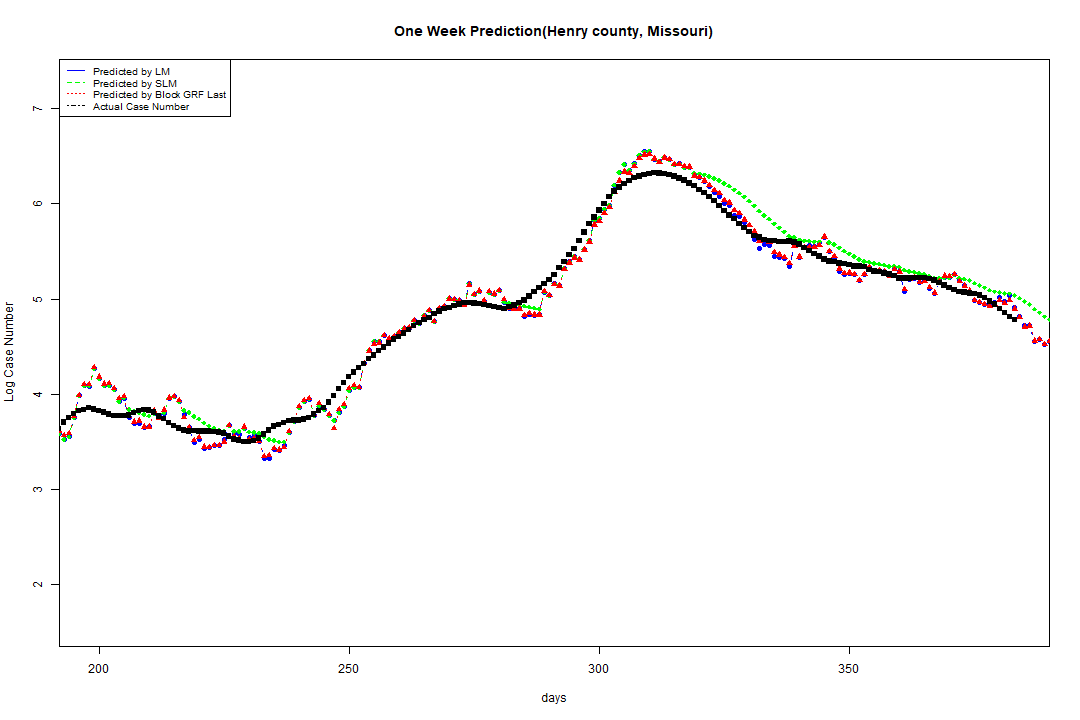 One Week Prediction(Henry county, Missouri)
Predicted by LM
Predicted by SLM
Predicted by Block GRF Last
Actual Case Number
7
6
5
4
3
2
Log Case Number
200 250 300 350
days